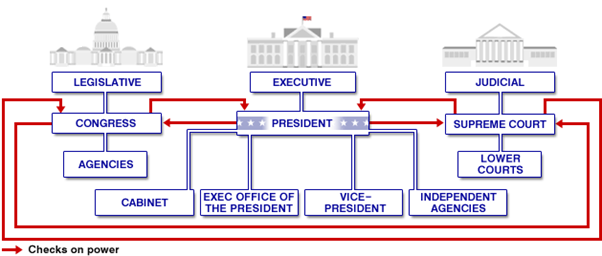 LEGISLATIVE
EXECUTIVE
JUDICIAL
CONGRESS
PRESIDENT
SUPREME COURT
AGENCIES
LOWER
COURTS
CABINET
EXEC OFFICE OF
THE PRESIDENT
VICE–
PRESIDENT
INDEPENDENT
AGENCIES
Checks on power